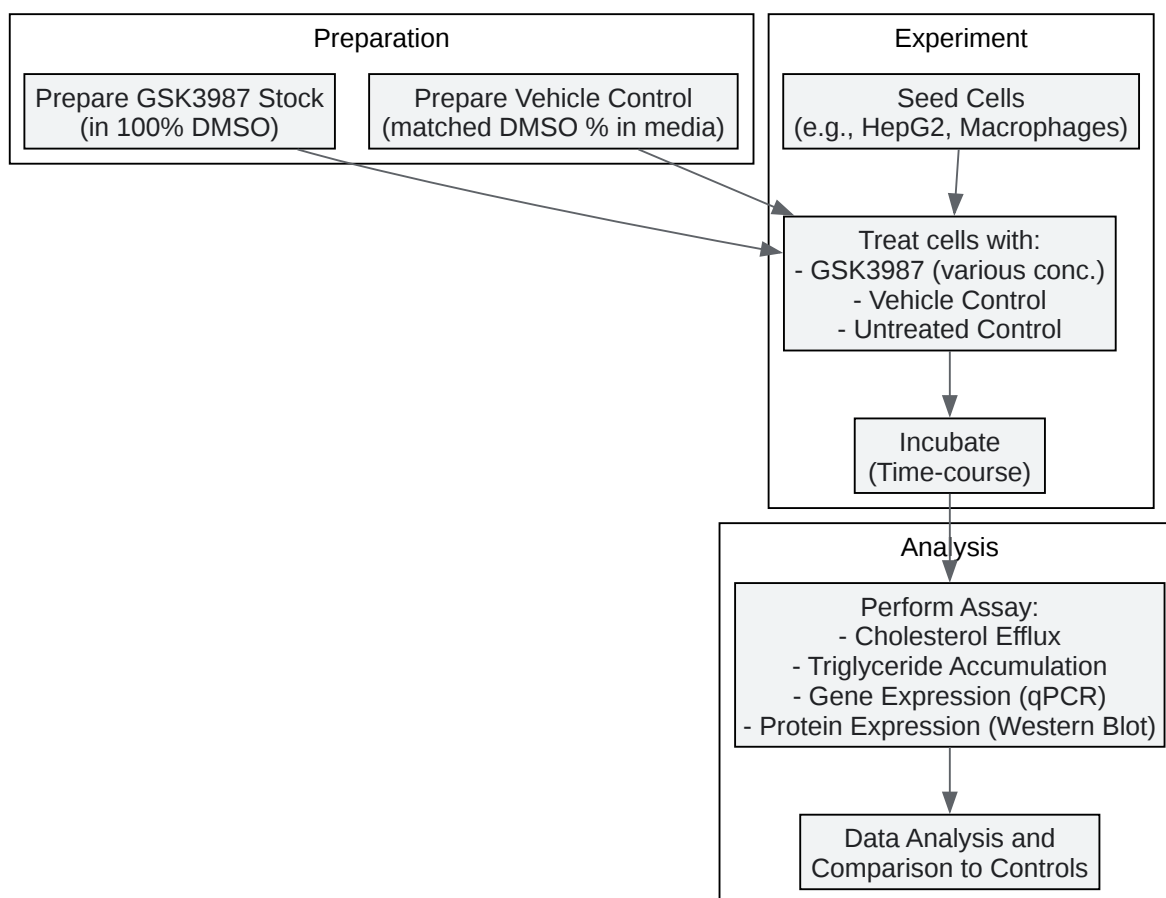 Preparation
Prepare GSK3987 Stock
(in 100% DMSO)
Prepare Vehicle Control
(matched DMSO % in media)
Experiment
Seed Cells
(e.g., HepG2, Macrophages)
Treat cells with:
- GSK3987 (various conc.)
- Vehicle Control
- Untreated Control
Incubate
(Time-course)
Analysis
Perform Assay:
- Cholesterol Efflux
- Triglyceride Accumulation
- Gene Expression (qPCR)
- Protein Expression (Western Blot)
Data Analysis and
Comparison to Controls